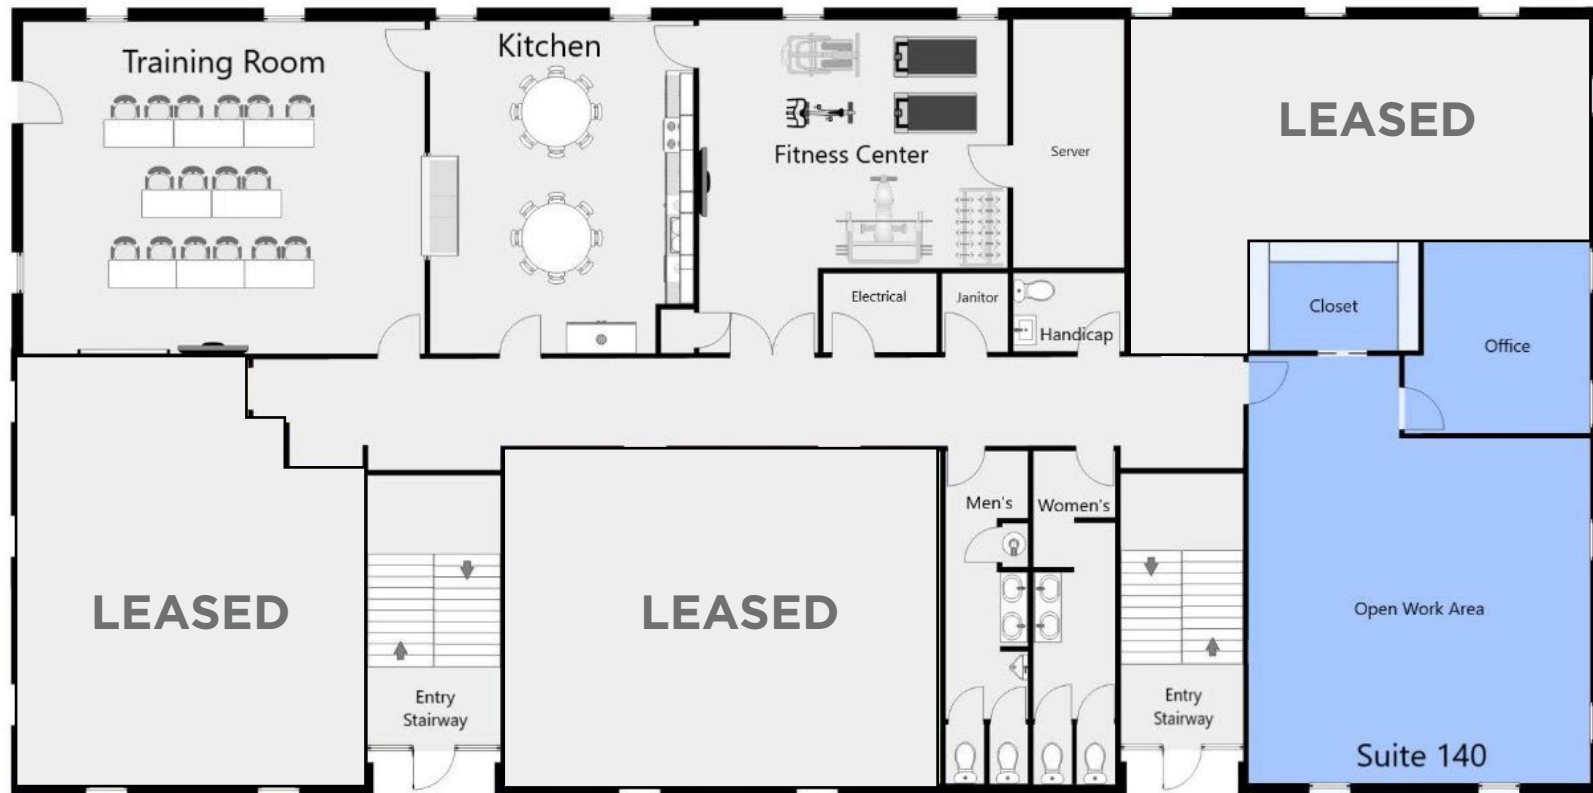 Training Room
Kitchen
Fitness Center
Server
LEASED
Electrical
Janitor
Handicap
Closet
Office
LEASED
Entry
Stairway
LEASED
Men's
Women's
Entry
Stairway
Open Work Area
Suite 140